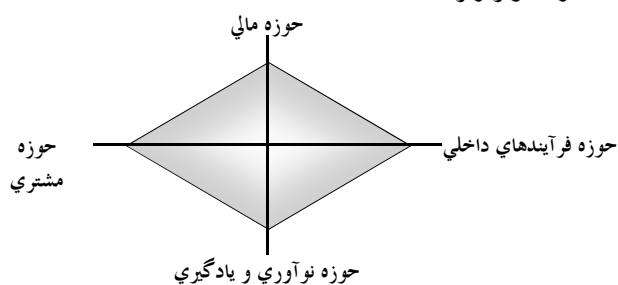 حوزه مالي
حوزه فرآيندهاي داخلي
حوزه
مشتري
حوزه نوآوري و يادگيري